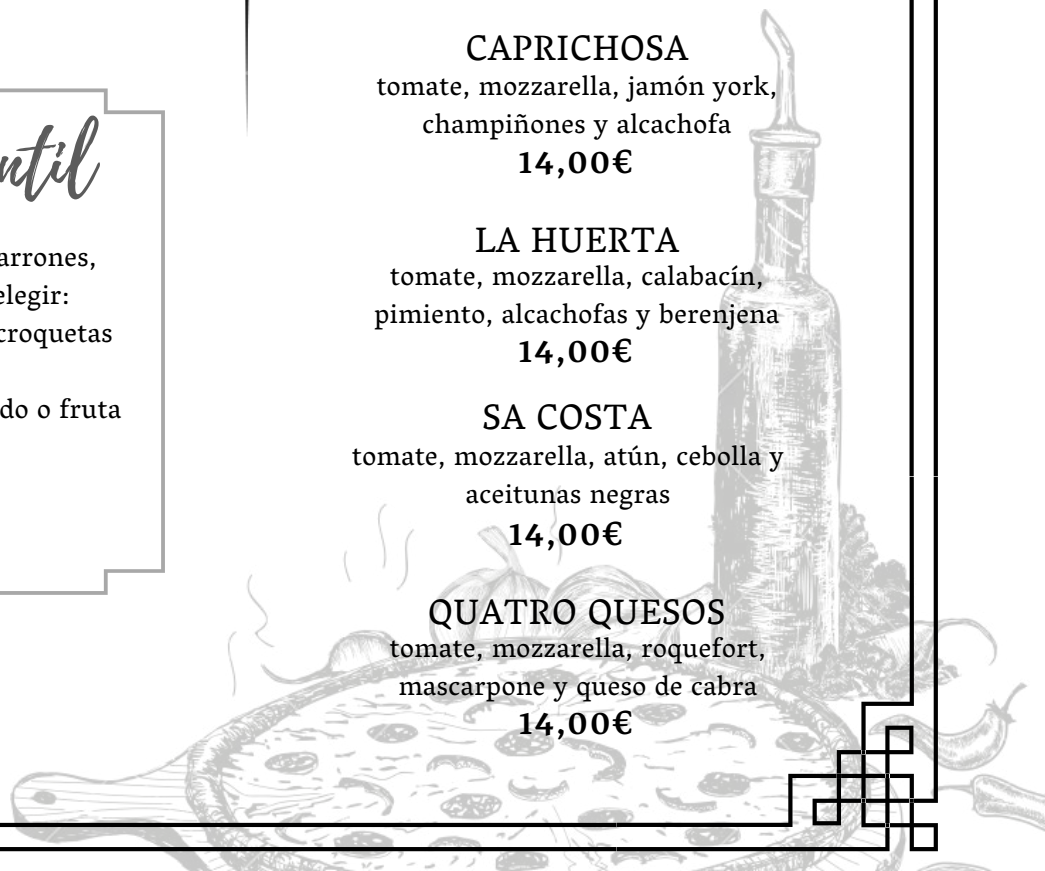 ntil
arrones,
elegir:
croquetas
do o fruta
CAPRICHOSA
tomate, mozzarella, jamón york,
champiñones y alcachofa
14,00€
LA HUERTA
tomate, mozzarella, calabacín,
pimiento, alcachofas y berenjena
14,00€
SA COSTA
tomate, mozzarella, atún, cebolla y
aceitunas negras
14,00€
QUATRO QUESOS
tomate, mozzarella, roquefort,
mascarpone y queso de cabra
14,00€